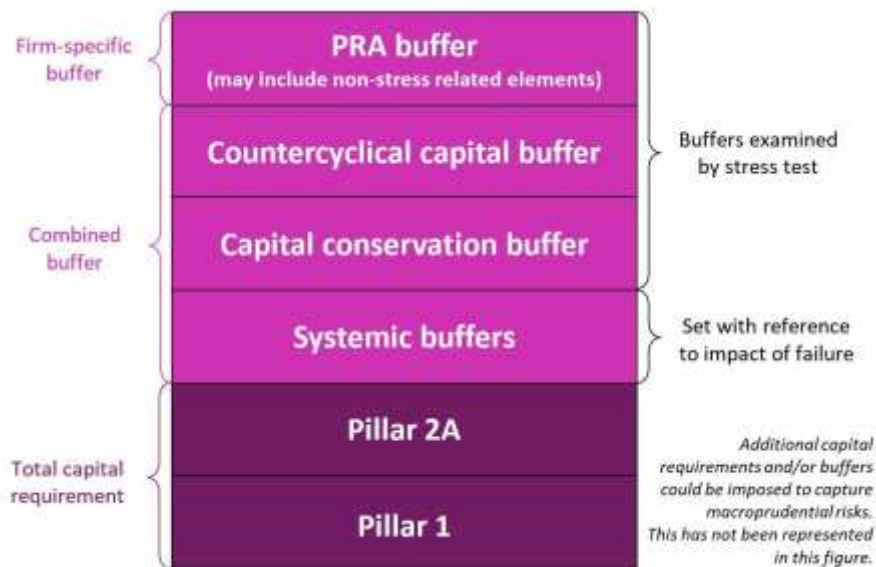 Firm-specific
buffer
PRA buffer
(may include non-stress related elements)
Countercyclical capital buffer
Buffers examined
by stress test
Combined
buffer
Capital conservation buffer
Systemic buffers
Set with reference
to impact of failure
Total capital
requirement
Pillar 2A
Pillar 1
Additional capital
requirements and/or buffers
could be imposed to capture
macroprudential risks.
This has not been represented
in this figure.